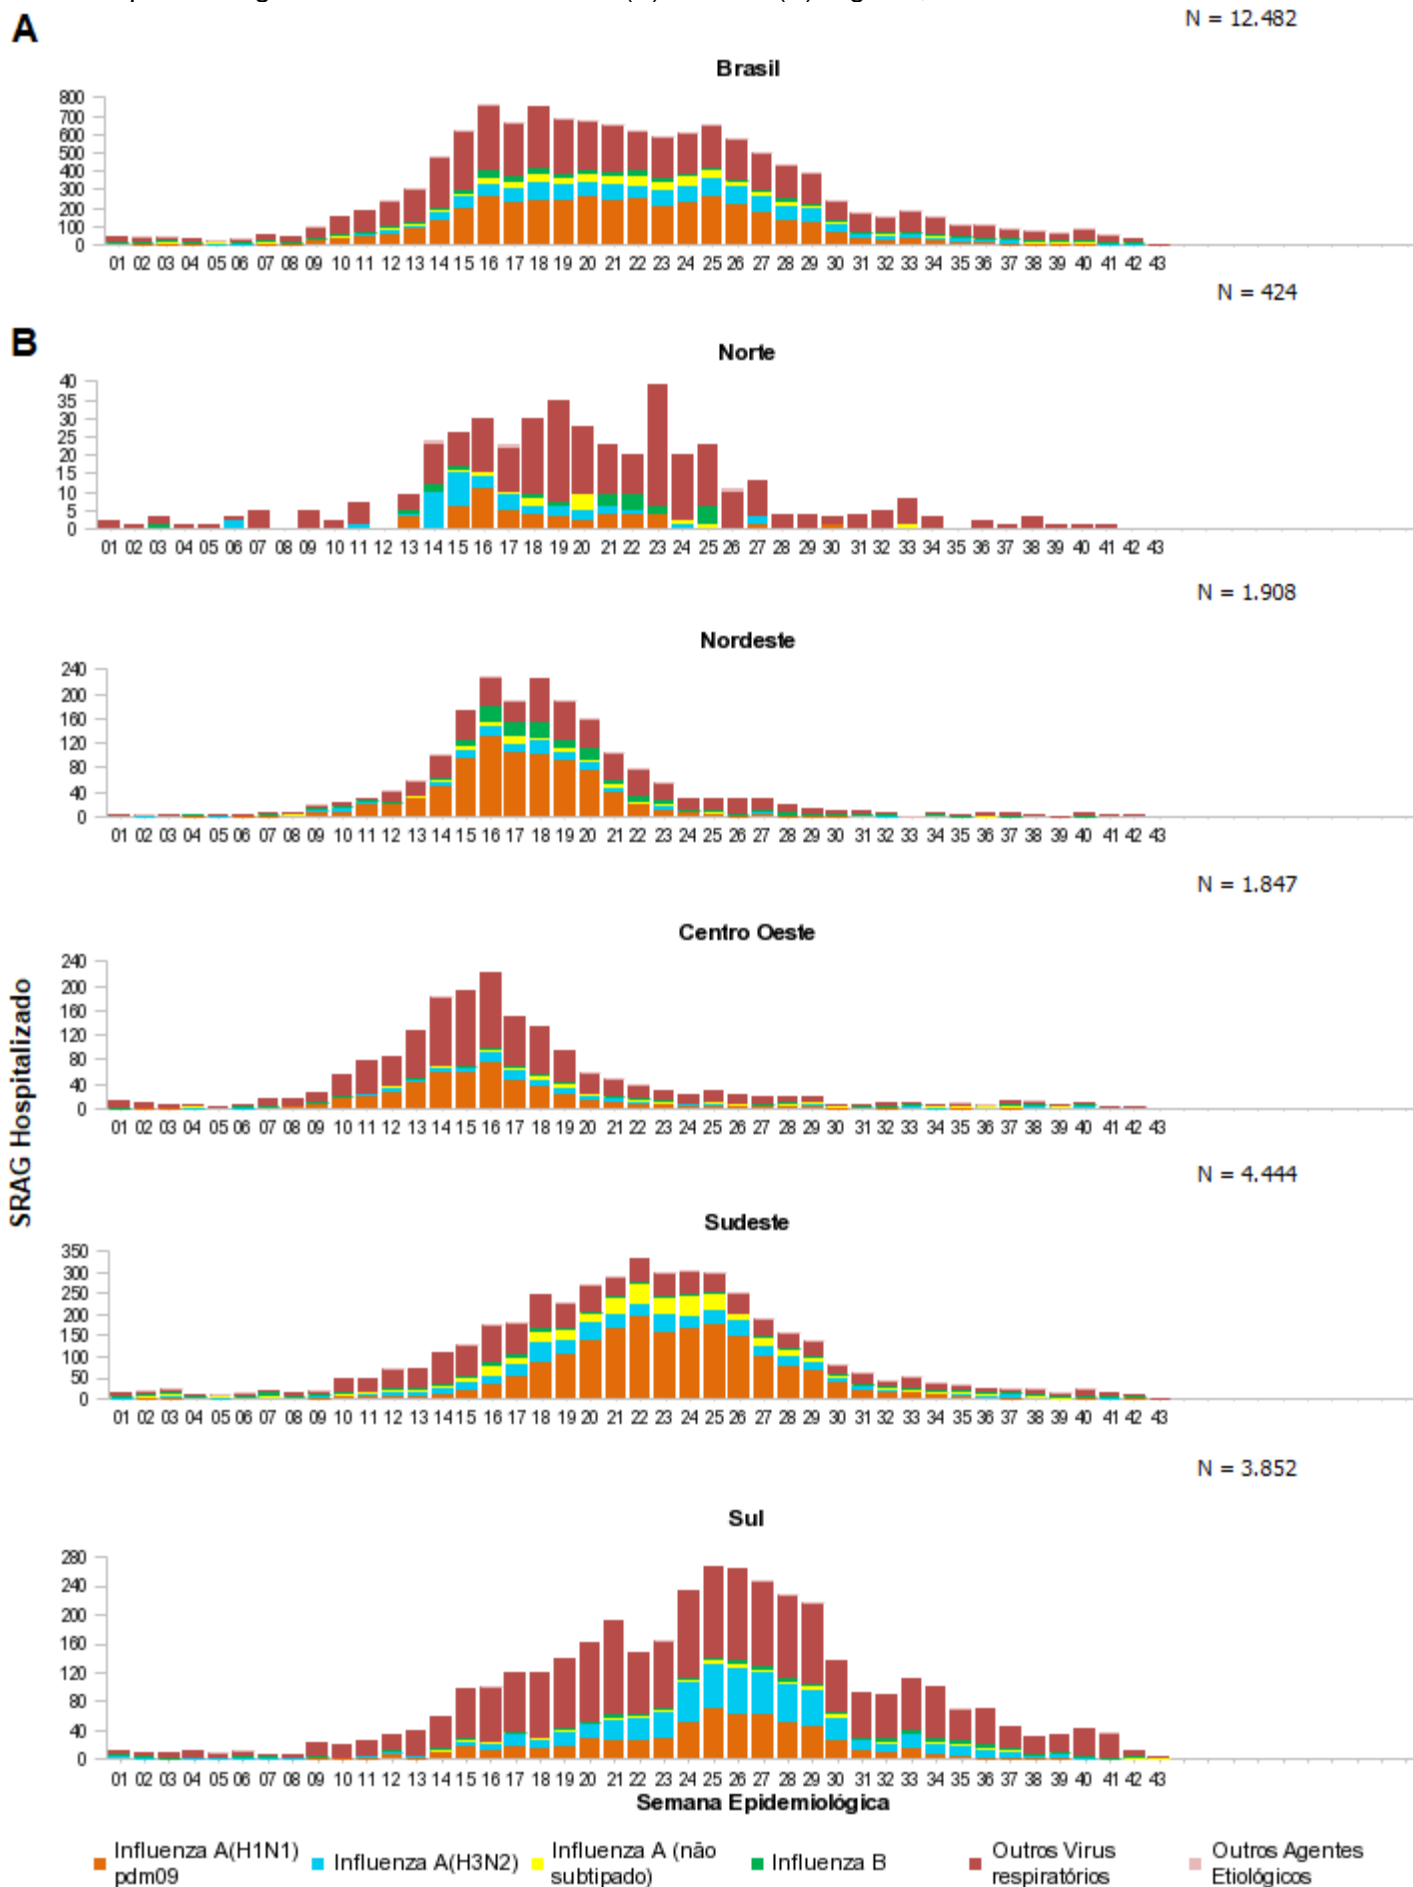 A
N = 12.482
Brasil
800
700
600
500
400
300
200
100
0
01 02 03 04 05 06 07 08 09 10 11 12 13 14 15 16 17 18 19 20 21 22 23 24 25 26 27 28 29 30 31 32 33 34 35 36 37 38 39 40 41 42 43
N = 424
B
Norte
40
35
30
25
20
15
10
5
0
01 02 03 04 05 06 07 08 09 10 11 12 13 14 15 16 17 18 19 20 21 22 23 24 25 26 27 28 29 30 31 32 33 34 35 36 37 38 39 40 41 42 43
N = 1.908
Nordeste
240
200
160
120
80
40
0
01 02 03 04 05 06 07 08 09 10 11 12 13 14 15 16 17 18 19 20 21 22 23 24 25 26 27 28 29 30 31 32 33 34 35 36 37 38 39 40 41 42 43
N = 1.847
Centro Oeste
240
200
160
120
80
40
0
01 02 03 04 05 06 07 08 09 10 11 12 13 14 15 16 17 18 19 20 21 22 23 24 25 26 27 28 29 30 31 32 33 34 35 36 37 38 39 40 41 42 43
SRAG Hospitalizado
N = 4.444
Sudeste
350
300
250
200
150
100
50
0
01 02 03 04 05 06 07 08 09 10 11 12 13 14 15 16 17 18 19 20 21 22 23 24 25 26 27 28 29 30 31 32 33 34 35 36 37 38 39 40 41 42 43
N = 3.852
Sul
280
240
200
160
120
80
40
0
01 02 03 04 05 06 07 08 09 10 11 12 13 14 15 16 17 18 19 20 21 22 23 24 25 26 27 28 29 30 31 32 33 34 35 36 37 38 39 40 41 42 43
Semana Epidemiológica
Influenza A(H1N1)
pdm09
Influenza A(H3N2)
Influenza A (não
subtipado)
Influenza B
Outros Virus
respiratórios
Outros Agentes
Etiológicos